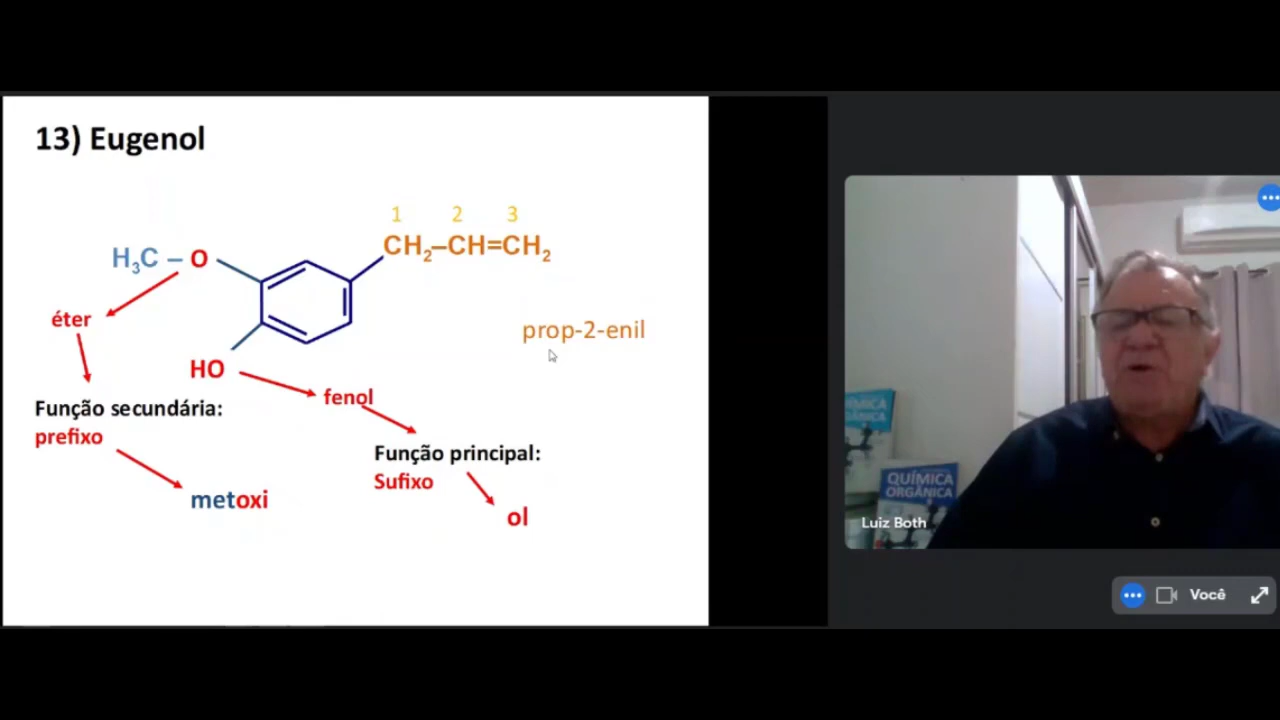 13) Eugenol
1 2 3
H₃C – O
CH₂–CH=CH₂
éter
prop-2-enil
HO
fenol
Função secundária:
prefixo
Função principal:
Sufixo
metoxi
ol
QUÍMICA
ORGÂNICA
Luiz Both
Você